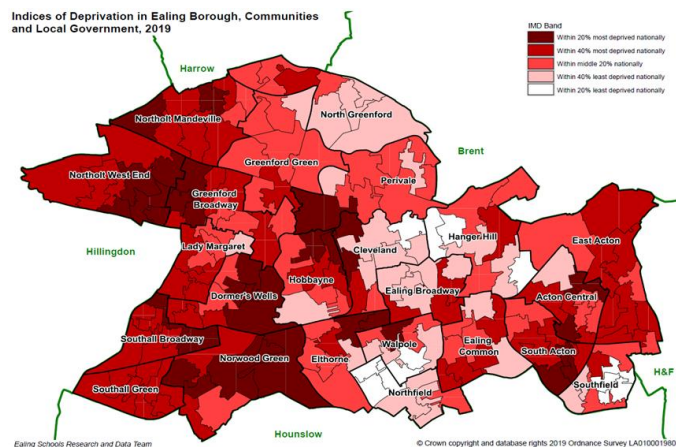 Indices of Deprivation in Ealing Borough, Communities
and Local Government, 2019
IMD Band
Within 20% most deprived nationally
Within 40% most deprived nationally
Within middle 20% nationally
Within 40% least deprived nationally
Within 20% least deprived nationally
Harrow
Northolt Mandeville
North Greenford
Brent
Greenford Green
Northolt West End
Perivale
Greenford
Broadway
Hillingdon
Lady Margaret
Cleveland
Hanger Hill
East Acton
Hobbayne
Dormer's Wells
Ealing Broadway
Acton Central
Southall Broadway
Walpole
Ealing
Common
Norwood Green
Elthorne
South Acton
H&F
Southall Green
Northfield
Southfield
Hounslow
Ealing Schools Research and Data Team
© Crown copyright and database rights 2019 Ordnance Survey LA010001980